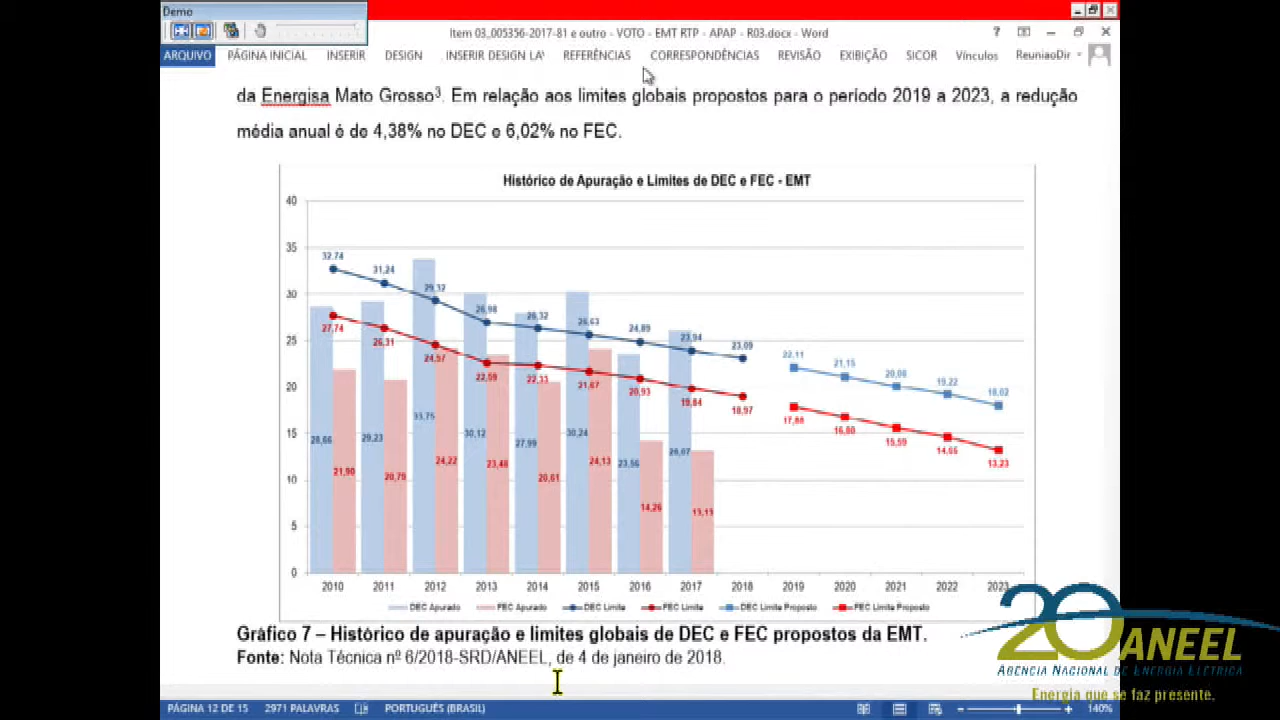 Demo
Item 03_005356-2017-81 e outro - VOTO - EMT RTP - APAP - R03.docx - Word
ARQUIVO PÁGINA INICIAL INSERIR DESIGN INSERIR DESIGN LA REFERÊNCIAS CORRESPONDÊNCIAS REVISÃO EXIBIÇÃO SICOR Vínculos ReuniaoDir
da Energisa Mato Grosso³. Em relação aos limites globais propostos para o período 2019 a 2023, a redução
média anual é de 4,38% no DEC e 6,02% no FEC.
Histórico de Apuração e Limites de DEC e FEC - EMT
40
35
30
25
20
15
10
5
0
32,74 31,24 29,32 26,98 26,32 25,63 24,89 23,94 23,09
22,11 21,15 20,08 19,22 18,02
27,74 26,31 24,57 22,59 22,33 21,67 20,93 19,84 18,97
17,88 16,80 15,59 14,66 13,23
28,66 29,23 33,75 30,12 27,99 30,24 23,56 26,07
21,90 20,75 24,22 23,48 20,61 24,13 14,26 13,13
2010 2011 2012 2013 2014 2015 2016 2017 2018 2019 2020 2021 2022 2023
DEC Apurado FEC Apurado DEC Limite FEC Limite DEC Limite Proposto FEC Limite Proposto
Gráfico 7 – Histórico de apuração e limites globais de DEC e FEC propostos da EMT.
Fonte: Nota Técnica nº 6/2018-SRD/ANEEL, de 4 de janeiro de 2018.
20 ANEEL
AGENCIA NACIONAL DE ENERGIA ELÉTRICA
Energia que se faz presente.
PÁGINA 12 DE 15 2971 PALAVRAS PORTUGUÊS (BRASIL) 140%